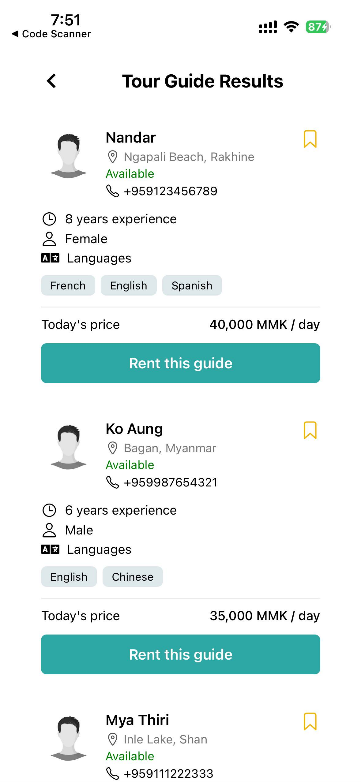 7:51
87
◀ Code Scanner
Tour Guide Results
Nandar
Ngapali Beach, Rakhine
Available
+959123456789
8 years experience
Female
Languages
French English Spanish
Today's price 40,000 MMK / day
Rent this guide
Ko Aung
Bagan, Myanmar
Available
+959987654321
6 years experience
Male
Languages
English Chinese
Today's price 35,000 MMK / day
Rent this guide
Mya Thiri
Inle Lake, Shan
Available
+959111222333